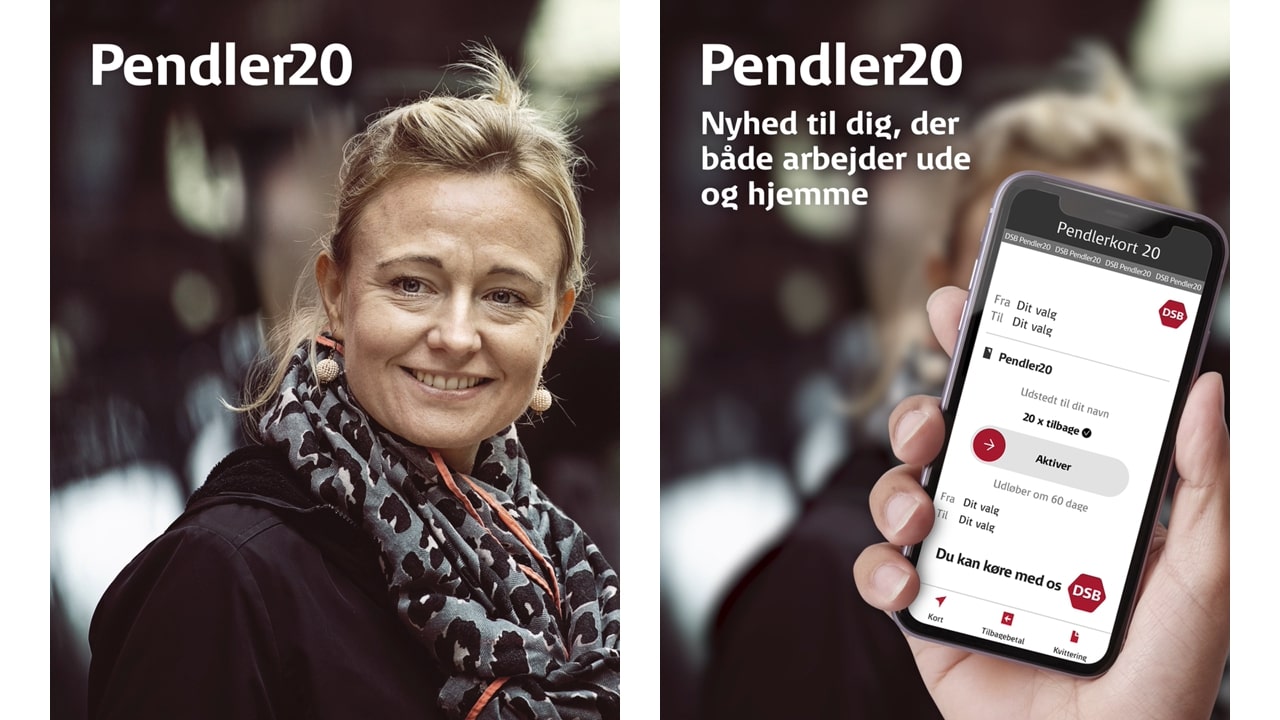 Pendler20
Pendler20
Nyhed til dig, der
både arbejder ude
og hjemme
Pendlerkort 20
DSB Pendler20 DSB Pendler20 DSB Pendler20 DSB Pendler20
DSB
Fra Dit valg
Til Dit valg
Pendler20
Udstedt til dit navn
20 x tilbage
Aktiver
Udløber om 60 dage
Fra Dit valg
Til Dit valg
Du kan køre med os
DSB
Kort
Tilbagebetal
Kvittering